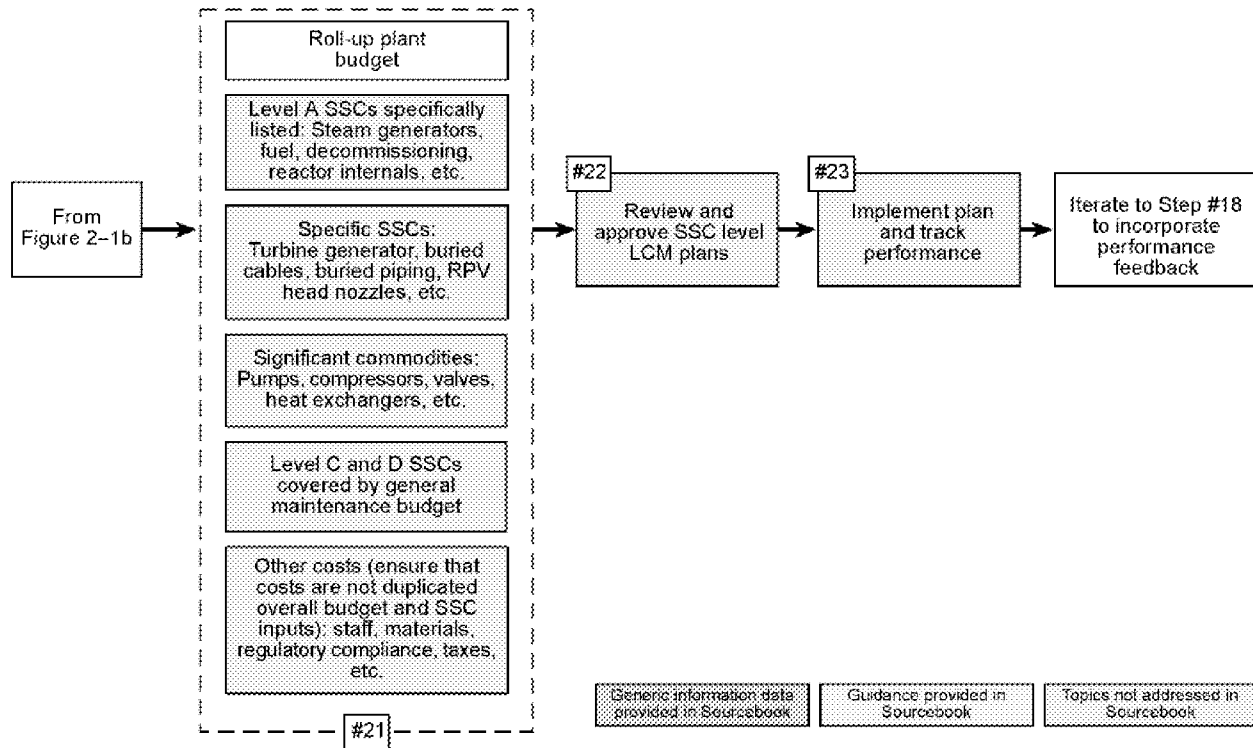 Roll-up plant
budget
Level A SSCs specifically
listed: Steam generators,
fuel, decommissioning,
reactor internals, etc.
From
Figure 2–1b
Specific SSCs:
Turbine generator, buried
cables, buried piping, RPV
head nozzles, etc.
Significant commodities:
Pumps, compressors, valves,
heat exchangers, etc.
Level C and D SSCs
covered by general
maintenance budget
Other costs (ensure that
costs are not duplicated
overall budget and SSC
inputs): staff, materials,
regulatory compliance, taxes,
etc.
#21
#22
Review and
approve SSC level
LCM plans
#23
Implement plan
and track
performance
Iterate to Step #18
to incorporate
performance
feedback
Generic information data
provided in Sourcebook
Guidance provided in
Sourcebook
Topics not addressed in
Sourcebook